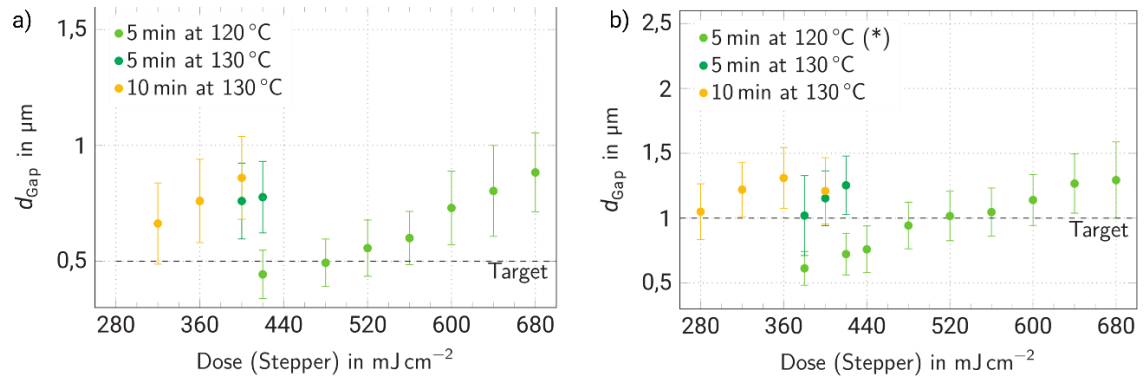 a)
1,5
1
0,5
d_Gap in µm
5 min at 120 °C
5 min at 130 °C
10 min at 130 °C
Target
280 360 440 520 600 680
Dose (Stepper) in mJ cm⁻²
b)
2,5
2
1,5
1
0,5
d_Gap in µm
5 min at 120 °C (*)
5 min at 130 °C
10 min at 130 °C
Target
280 360 440 520 600 680
Dose (Stepper) in mJ cm⁻²